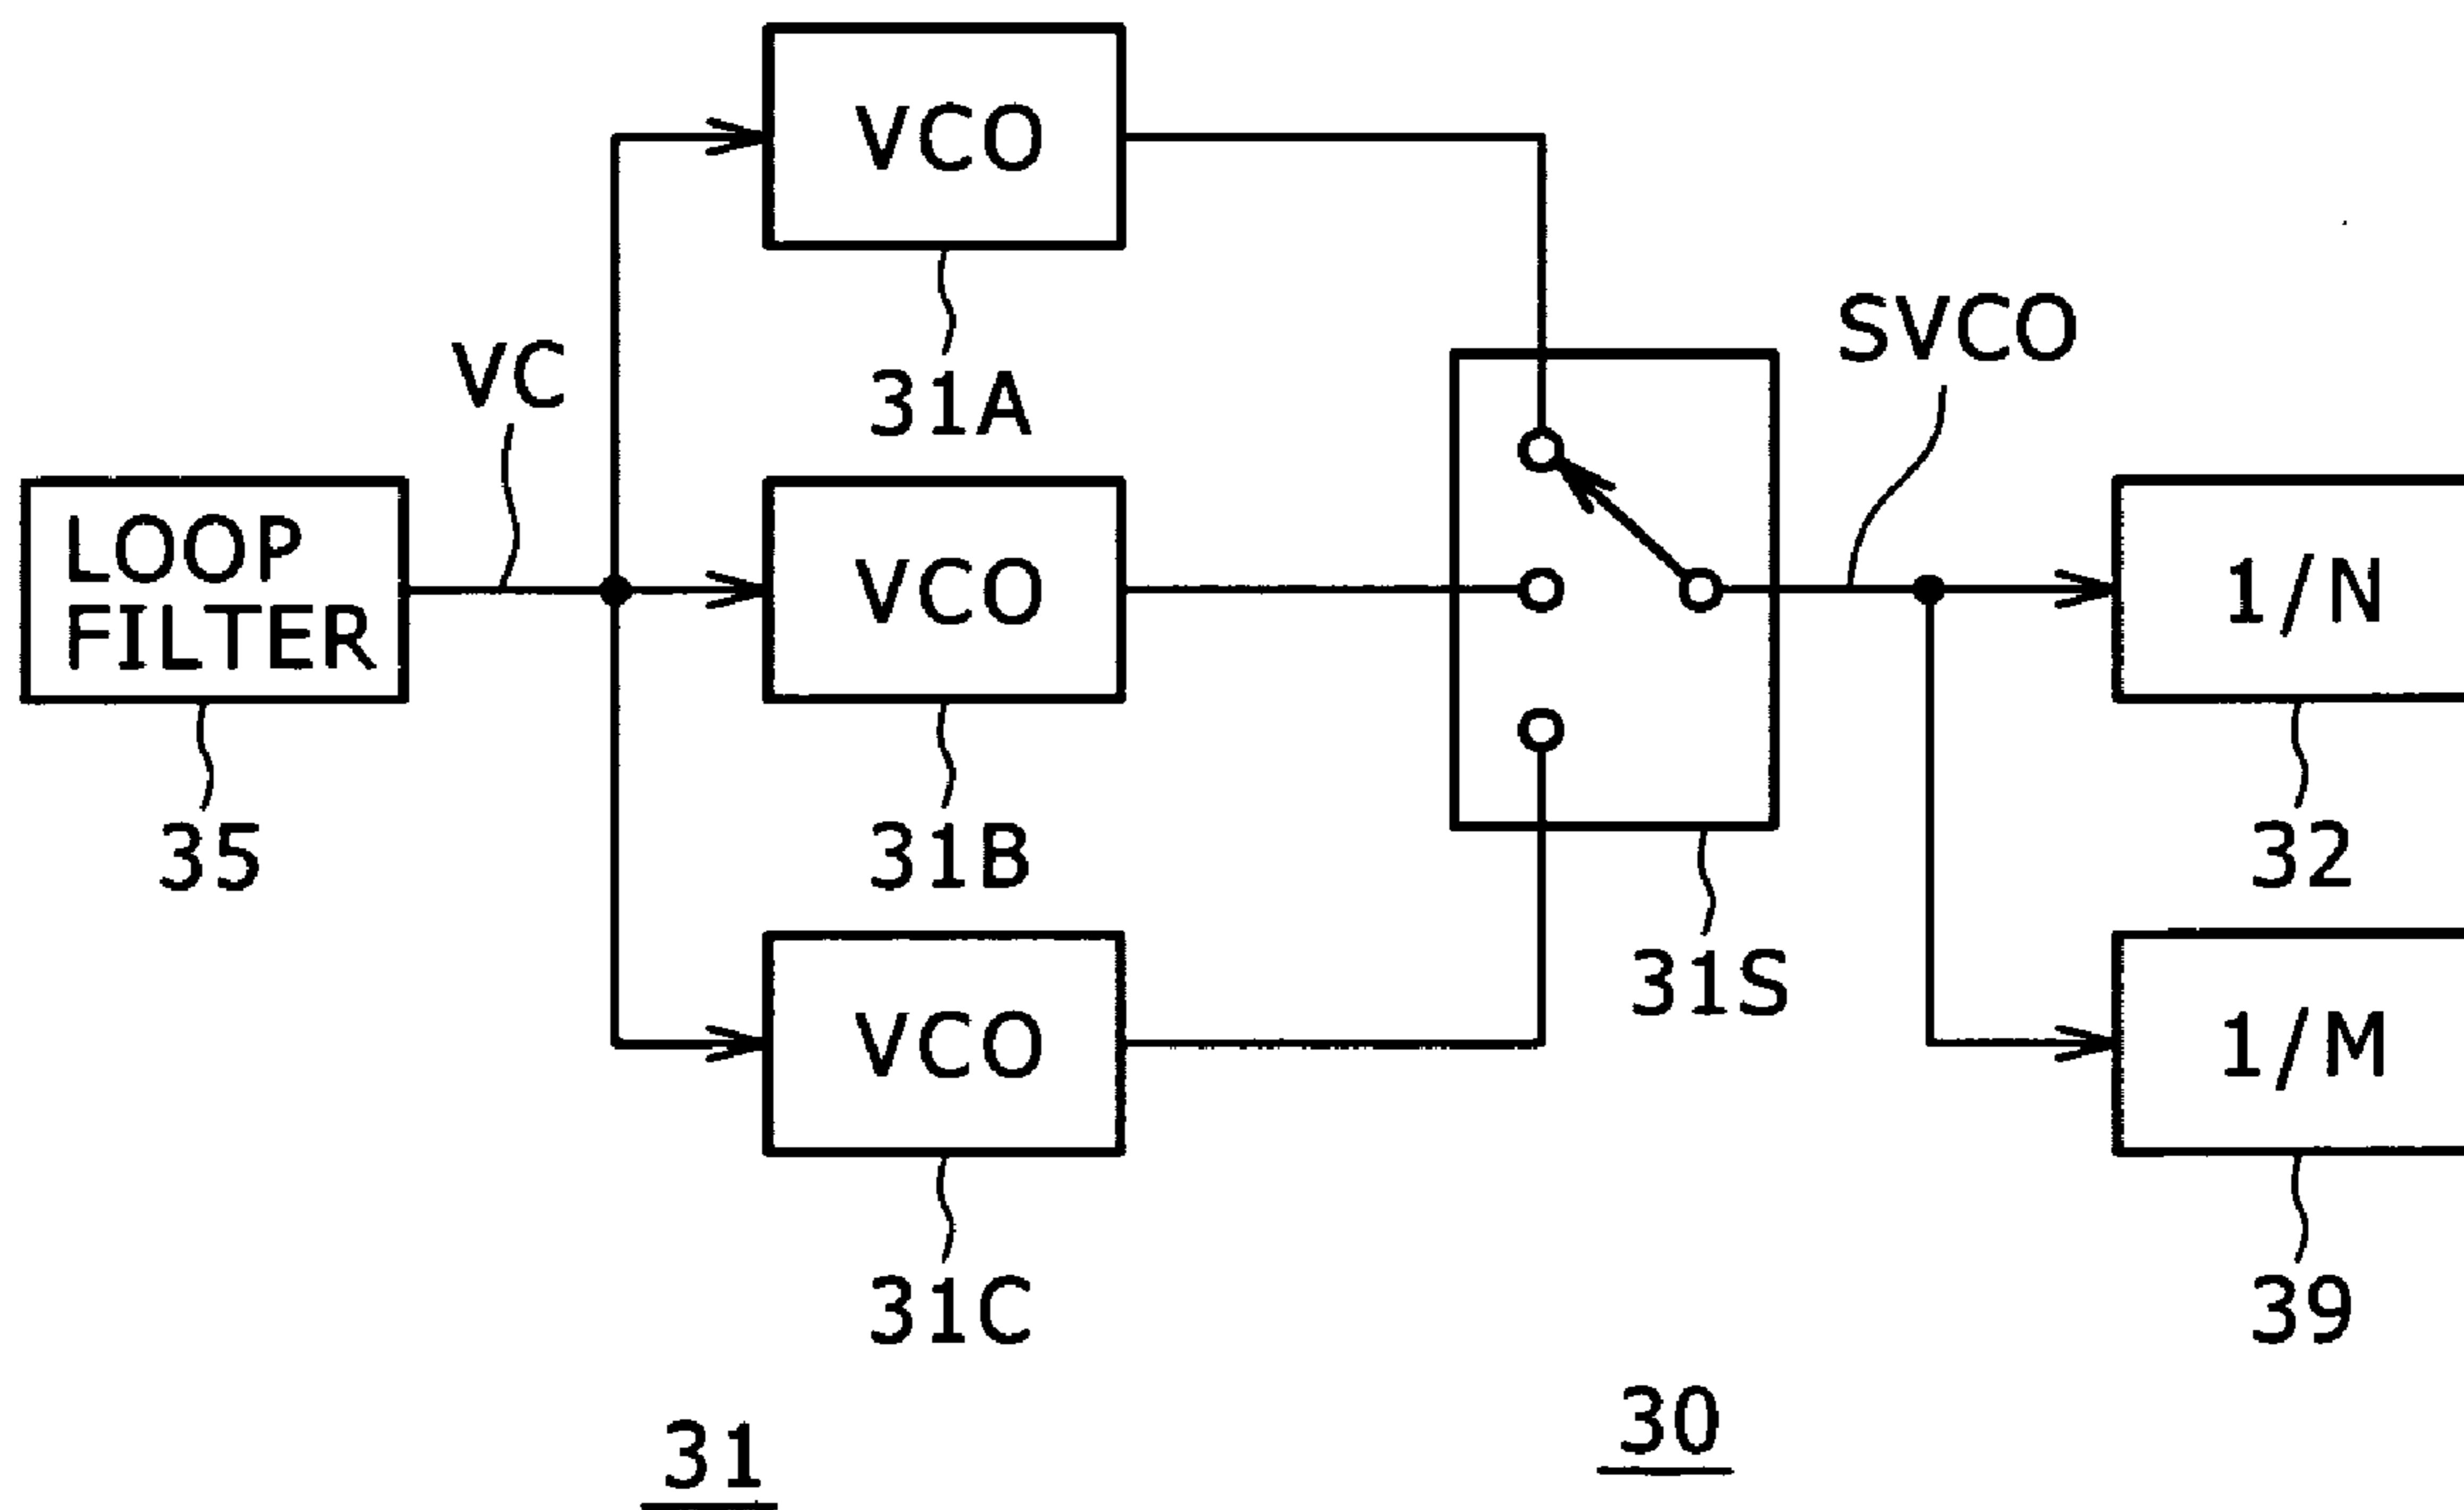 VCO
31A
VC
SVCO
LOOP
FILTER
35
VCO
31B
31S
1/N
32
VCO
31C
1/M
39
31
30